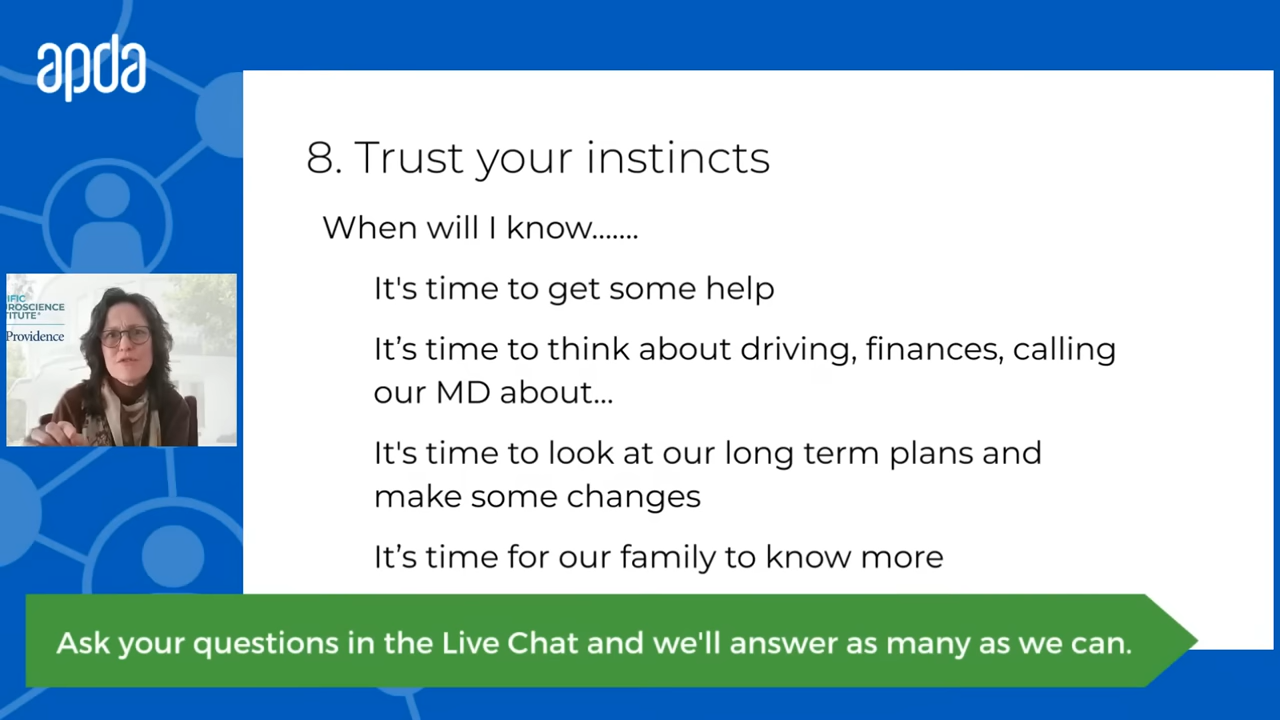 apda
8. Trust your instincts
When will I know.......
It's time to get some help
It’s time to think about driving, finances, calling
our MD about...
It's time to look at our long term plans and
make some changes
It’s time for our family to know more
IFIC
ROSCIENCE
TITUTE
Providence
Ask your questions in the Live Chat and we'll answer as many as we can.